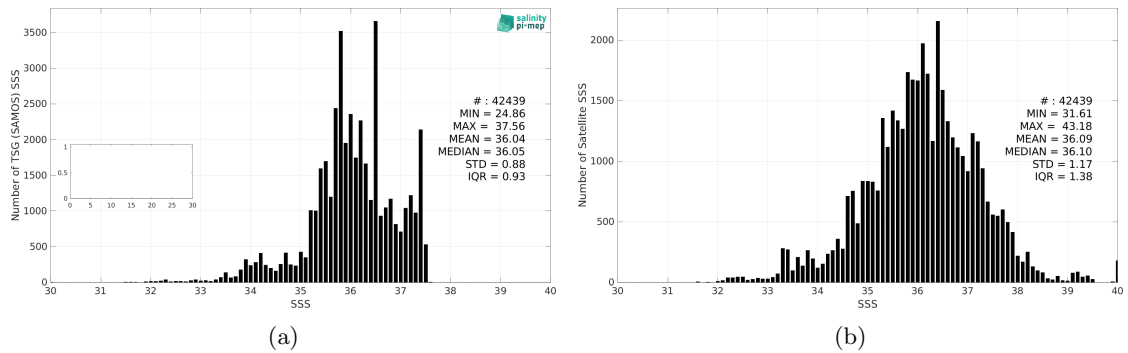 salinity
pi-mep
Number of TSG (SAMOS) SSS
3500
3000
2500
2000
1500
1000
500
0
# : 42439
MIN = 24.86
MAX = 37.56
MEAN = 36.04
MEDIAN = 36.05
STD = 0.88
IQR = 0.93
1
0.5
0
0 5 10 15 20 25 30
30 31 32 33 34 35 36 37 38 39 40
SSS
(a)
Number of Satellite SSS
2000
1500
1000
500
0
# : 42439
MIN = 31.61
MAX = 43.18
MEAN = 36.09
MEDIAN = 36.10
STD = 1.17
IQR = 1.38
30 31 32 33 34 35 36 37 38 39 40
SSS
(b)